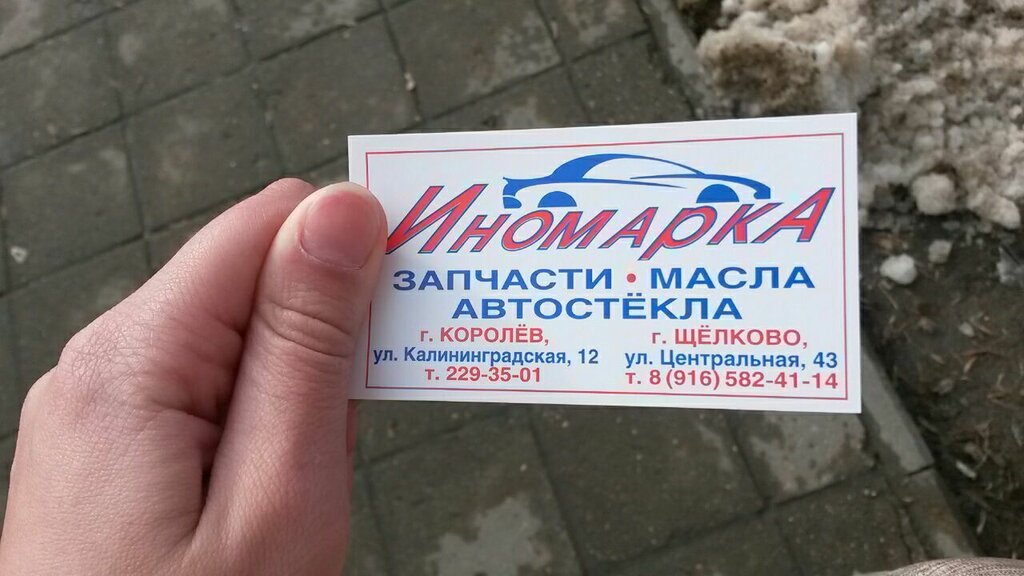 ИНОМАРКА
ЗАПЧАСТИ • МАСЛА
АВТОСТЁКЛА
г. КОРОЛЁВ,
ул. Калининградская, 12
т. 229-35-01
г. ЩЁЛКОВО,
ул. Центральная, 43
т. 8 (916) 582-41-14